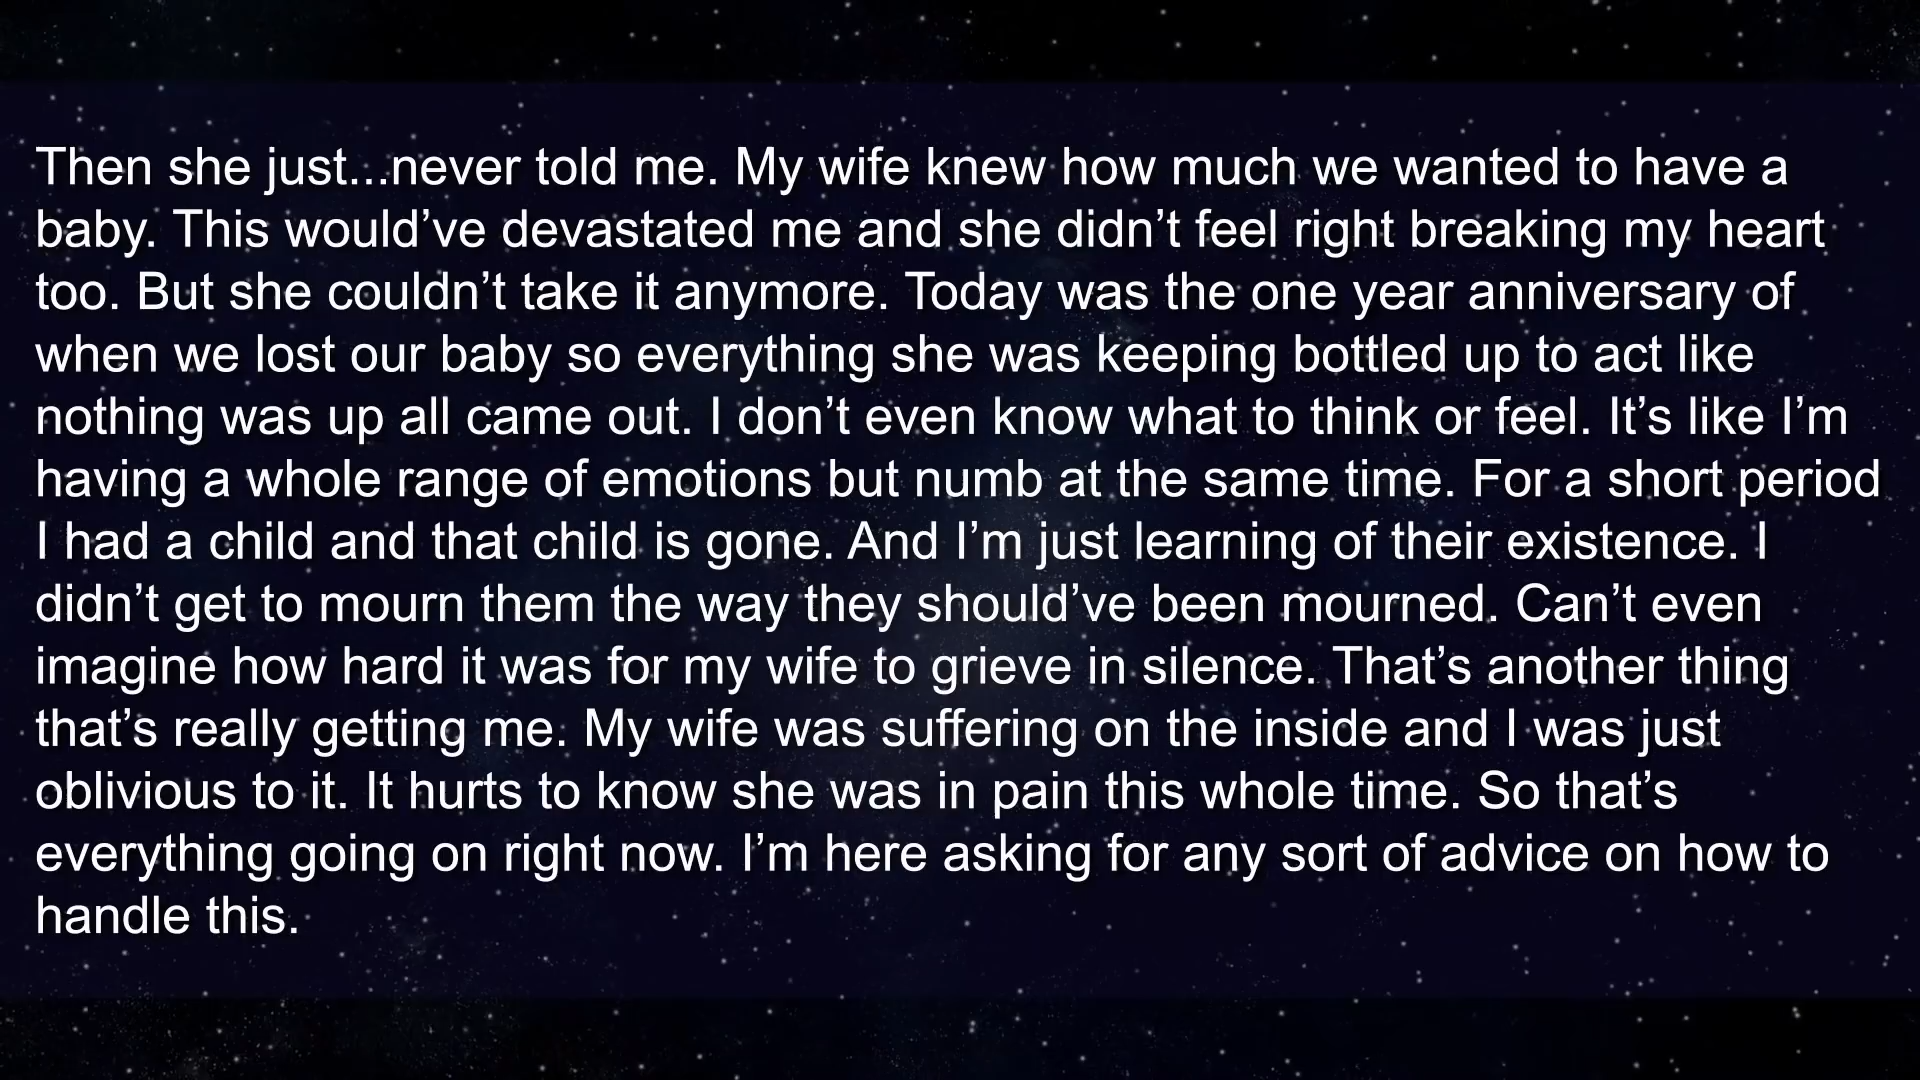 Then she just...never told me. My wife knew how much we wanted to have a
baby. This would’ve devastated me and she didn’t feel right breaking my heart
too. But she couldn’t take it anymore. Today was the one year anniversary of
when we lost our baby so everything she was keeping bottled up to act like
nothing was up all came out. I don’t even know what to think or feel. It’s like I’m
having a whole range of emotions but numb at the same time. For a short period
I had a child and that child is gone. And I’m just learning of their existence. I
didn’t get to mourn them the way they should’ve been mourned. Can’t even
imagine how hard it was for my wife to grieve in silence. That’s another thing
that’s really getting me. My wife was suffering on the inside and I was just
oblivious to it. It hurts to know she was in pain this whole time. So that’s
everything going on right now. I’m here asking for any sort of advice on how to
handle this.